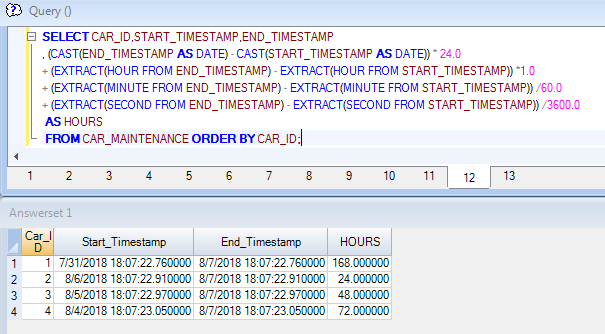 Query ()
SELECT CAR_ID,START_TIMESTAMP,END_TIMESTAMP
, (CAST(END_TIMESTAMP AS DATE) - CAST(START_TIMESTAMP AS DATE)) * 24.0
+ (EXTRACT(HOUR FROM END_TIMESTAMP) - EXTRACT(HOUR FROM START_TIMESTAMP)) *1.0
+ (EXTRACT(MINUTE FROM END_TIMESTAMP) - EXTRACT(MINUTE FROM START_TIMESTAMP)) /60.0
+ (EXTRACT(SECOND FROM END_TIMESTAMP) - EXTRACT(SECOND FROM START_TIMESTAMP)) /3600.0
AS HOURS
FROM CAR_MAINTENANCE ORDER BY CAR_ID;
1 2 3 4 5 6 7 8 9 10 11 12 13
Answerset 1
Car_I
D Start_Timestamp End_Timestamp HOURS
1 1 7/31/2018 18:07:22.760000 8/7/2018 18:07:22.760000 168.000000
2 2 8/6/2018 18:07:22.910000 8/7/2018 18:07:22.910000 24.000000
3 3 8/5/2018 18:07:22.970000 8/7/2018 18:07:22.970000 48.000000
4 4 8/4/2018 18:07:23.050000 8/7/2018 18:07:23.050000 72.000000